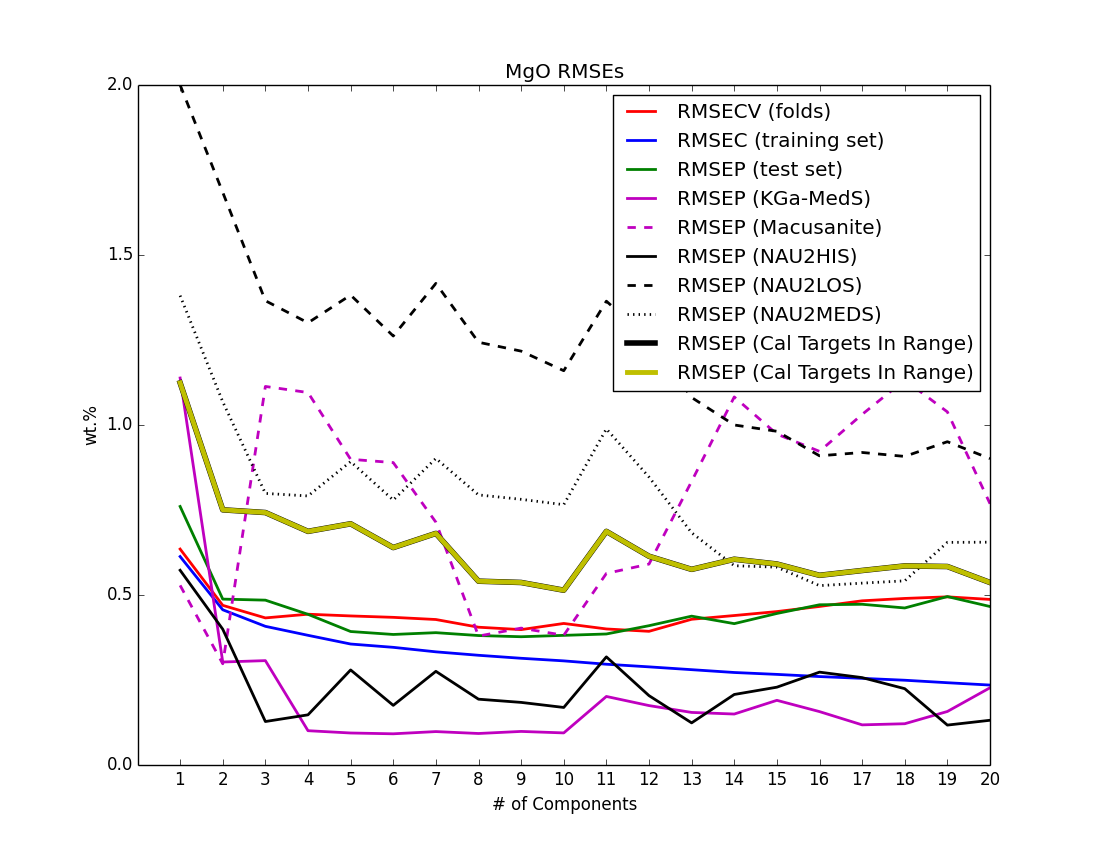 MgO RMSEs
2.0
1.5
1.0
0.5
0.0
wt.%
RMSECV (folds)
RMSEC (training set)
RMSEP (test set)
RMSEP (KGa-MedS)
RMSEP (Macusanite)
RMSEP (NAU2HIS)
RMSEP (NAU2LOS)
RMSEP (NAU2MEDS)
RMSEP (Cal Targets In Range)
RMSEP (Cal Targets In Range)
1 2 3 4 5 6 7 8 9 10 11 12 13 14 15 16 17 18 19 20
# of Components